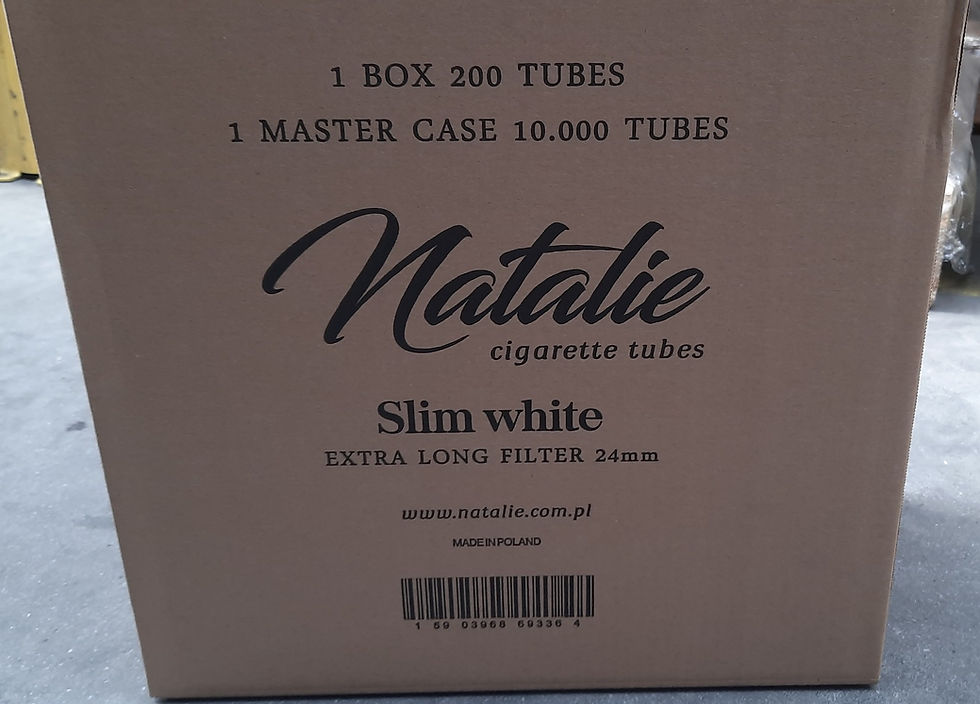 1 BOX 200 TUBES
1 MASTER CASE 10.000 TUBES
Natalie
cigarette tubes
Slim white
EXTRA LONG FILTER 24mm
www.natalie.com.pl
MADE IN POLAND
1 59 03968 69336 4